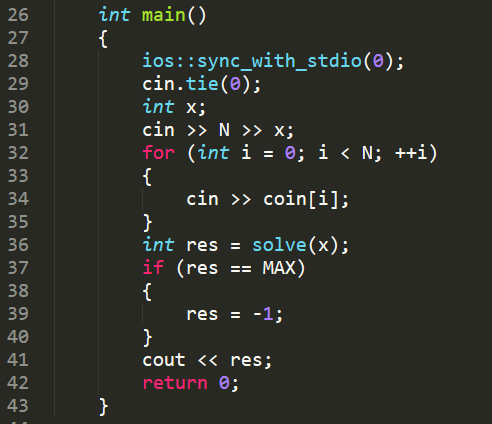 26 int main()
27 {
28 ios::sync_with_stdio(0);
29 cin.tie(0);
30 int x;
31 cin >> N >> x;
32 for (int i = 0; i < N; ++i)
33 {
34 cin >> coin[i];
35 }
36 int res = solve(x);
37 if (res == MAX)
38 {
39 res = -1;
40 }
41 cout << res;
42 return 0;
43 }